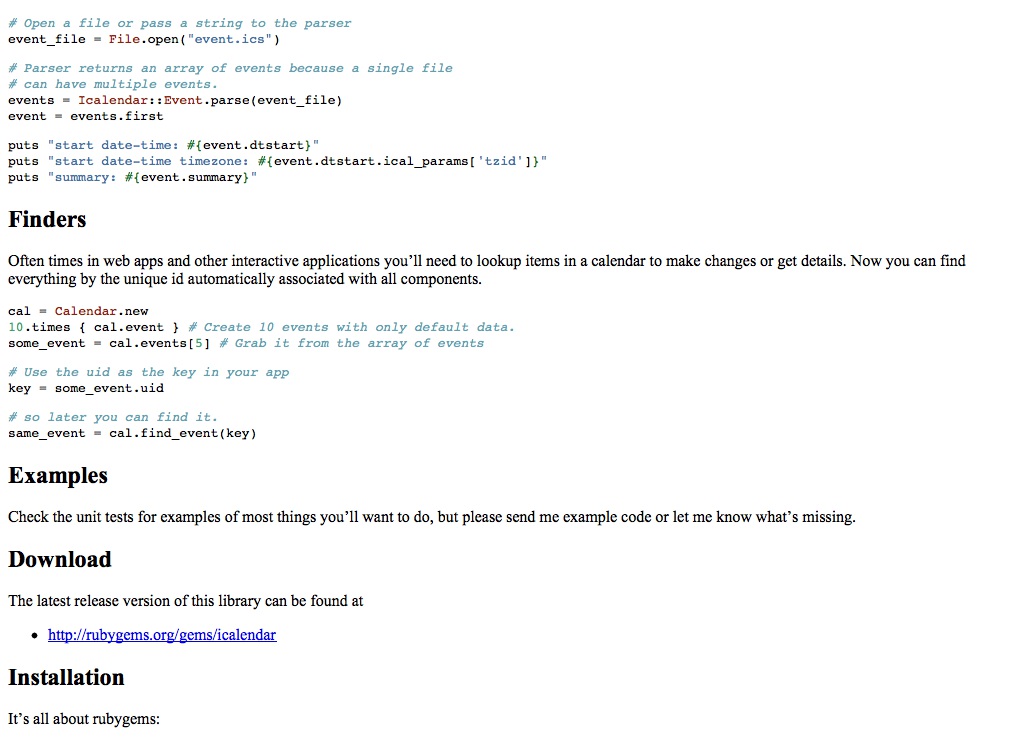 # Open a file or pass a string to the parser
event_file = File.open("event.ics")
# Parser returns an array of events because a single file
# can have multiple events.
events = Icalendar::Event.parse(event_file)
event = events.first
puts "start date-time: #{event.dtstart}"
puts "start date-time timezone: #{event.dtstart.ical_params['tzid']}"
puts "summary: #{event.summary}"
Finders
Often times in web apps and other interactive applications you’ll need to lookup items in a calendar to make changes or get details. Now you can find
everything by the unique id automatically associated with all components.
cal = Calendar.new
10.times { cal.event } # Create 10 events with only default data.
some_event = cal.events[5] # Grab it from the array of events
# Use the uid as the key in your app
key = some_event.uid
# so later you can find it.
same_event = cal.find_event(key)
Examples
Check the unit tests for examples of most things you’ll want to do, but please send me example code or let me know what’s missing.
Download
The latest release version of this library can be found at
• http://rubygems.org/gems/icalendar
Installation
It’s all about rubygems: